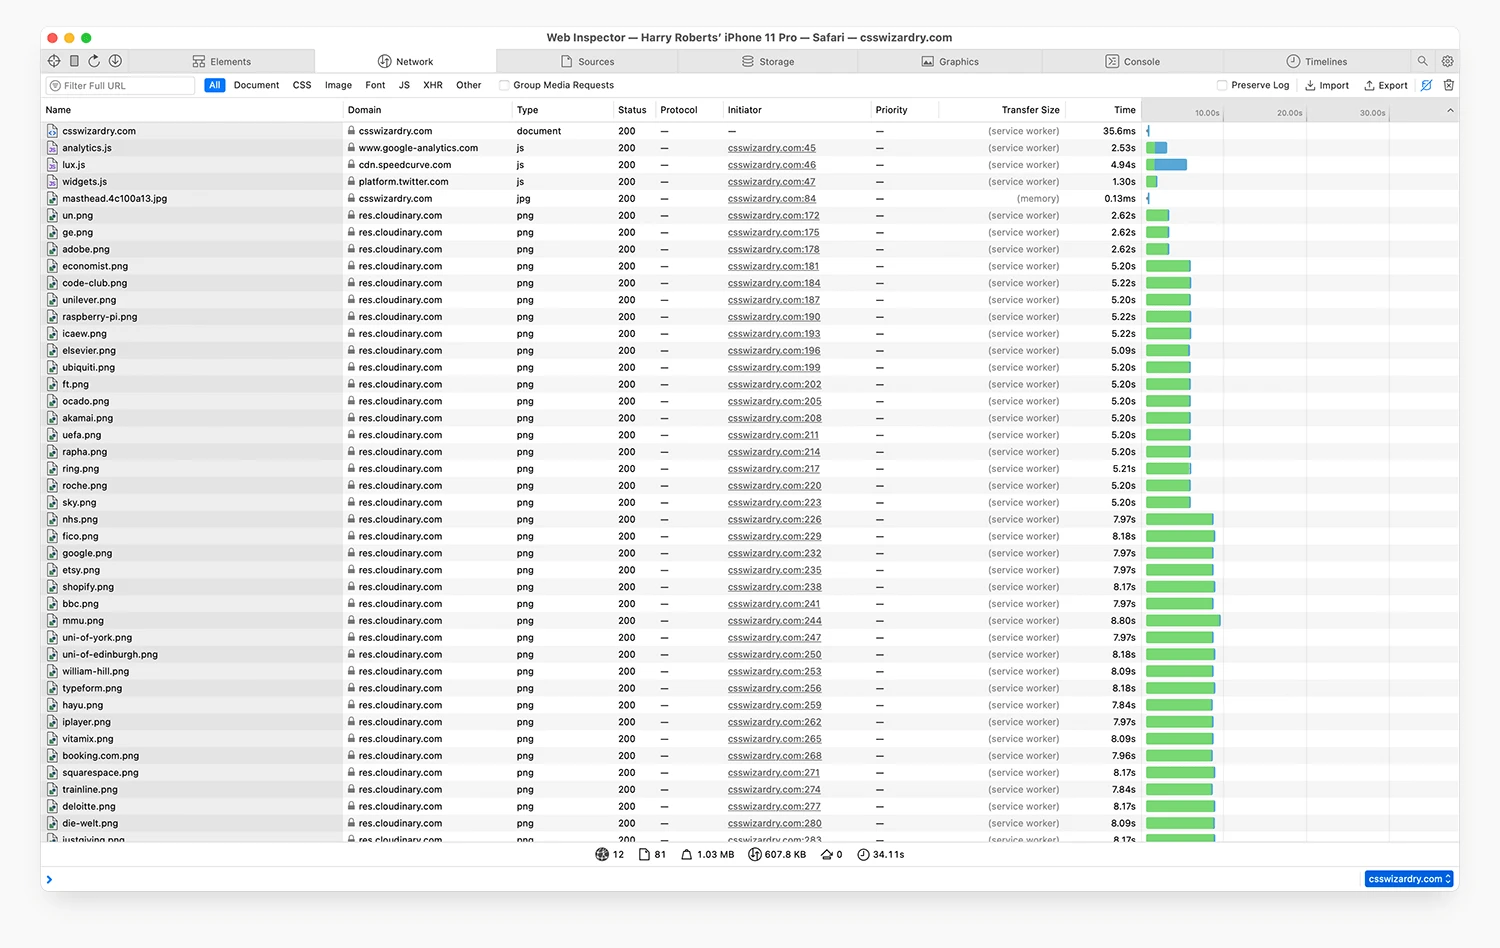 Web Inspector — Harry Roberts’ iPhone 11 Pro — Safari — csswizardry.com
Elements Network Sources Storage Graphics Console Timelines
Filter Full URL All Document CSS Image Font JS XHR Other Group Media Requests Preserve Log Import Export
Name Domain Type Status Protocol Initiator Priority Transfer Size Time 10.00s 20.00s 30.00s
csswizardry.com csswizardry.com document 200 — — — (service worker) 35.6ms
analytics.js www.google-analytics.com js 200 — csswizardry.com:45 — (service worker) 2.53s
lux.js cdn.speedcurve.com js 200 — csswizardry.com:46 — (service worker) 4.94s
widgets.js platform.twitter.com js 200 — csswizardry.com:47 — (service worker) 1.30s
masthead.4c100a13.jpg csswizardry.com jpg 200 — csswizardry.com:84 — (memory) 0.13ms
un.png res.cloudinary.com png 200 — csswizardry.com:172 — (service worker) 2.62s
ge.png res.cloudinary.com png 200 — csswizardry.com:175 — (service worker) 2.62s
adobe.png res.cloudinary.com png 200 — csswizardry.com:178 — (service worker) 2.62s
economist.png res.cloudinary.com png 200 — csswizardry.com:181 — (service worker) 5.20s
code-club.png res.cloudinary.com png 200 — csswizardry.com:184 — (service worker) 5.22s
unilever.png res.cloudinary.com png 200 — csswizardry.com:187 — (service worker) 5.20s
raspberry-pi.png res.cloudinary.com png 200 — csswizardry.com:190 — (service worker) 5.22s
icaew.png res.cloudinary.com png 200 — csswizardry.com:193 — (service worker) 5.22s
elsevier.png res.cloudinary.com png 200 — csswizardry.com:196 — (service worker) 5.09s
ubiquiti.png res.cloudinary.com png 200 — csswizardry.com:199 — (service worker) 5.20s
ft.png res.cloudinary.com png 200 — csswizardry.com:202 — (service worker) 5.20s
ocado.png res.cloudinary.com png 200 — csswizardry.com:205 — (service worker) 5.20s
akamai.png res.cloudinary.com png 200 — csswizardry.com:208 — (service worker) 5.20s
uefa.png res.cloudinary.com png 200 — csswizardry.com:211 — (service worker) 5.20s
rapha.png res.cloudinary.com png 200 — csswizardry.com:214 — (service worker) 5.20s
ring.png res.cloudinary.com png 200 — csswizardry.com:217 — (service worker) 5.21s
roche.png res.cloudinary.com png 200 — csswizardry.com:220 — (service worker) 5.20s
sky.png res.cloudinary.com png 200 — csswizardry.com:223 — (service worker) 5.20s
nhs.png res.cloudinary.com png 200 — csswizardry.com:226 — (service worker) 7.97s
fico.png res.cloudinary.com png 200 — csswizardry.com:229 — (service worker) 8.18s
google.png res.cloudinary.com png 200 — csswizardry.com:232 — (service worker) 7.97s
etsy.png res.cloudinary.com png 200 — csswizardry.com:235 — (service worker) 7.97s
shopify.png res.cloudinary.com png 200 — csswizardry.com:238 — (service worker) 8.17s
bbc.png res.cloudinary.com png 200 — csswizardry.com:241 — (service worker) 7.97s
mmu.png res.cloudinary.com png 200 — csswizardry.com:244 — (service worker) 8.80s
uni-of-york.png res.cloudinary.com png 200 — csswizardry.com:247 — (service worker) 7.97s
uni-of-edinburgh.png res.cloudinary.com png 200 — csswizardry.com:250 — (service worker) 8.18s
william-hill.png res.cloudinary.com png 200 — csswizardry.com:253 — (service worker) 8.09s
typeform.png res.cloudinary.com png 200 — csswizardry.com:256 — (service worker) 8.18s
hayu.png res.cloudinary.com png 200 — csswizardry.com:259 — (service worker) 7.84s
iplayer.png res.cloudinary.com png 200 — csswizardry.com:262 — (service worker) 7.97s
vitamix.png res.cloudinary.com png 200 — csswizardry.com:265 — (service worker) 8.09s
booking.com.png res.cloudinary.com png 200 — csswizardry.com:268 — (service worker) 7.96s
squarespace.png res.cloudinary.com png 200 — csswizardry.com:271 — (service worker) 8.17s
trainline.png res.cloudinary.com png 200 — csswizardry.com:274 — (service worker) 7.84s
deloitte.png res.cloudinary.com png 200 — csswizardry.com:277 — (service worker) 8.17s
die-welt.png res.cloudinary.com png 200 — csswizardry.com:280 — (service worker) 8.09s
justgiving.png res.cloudinary.com png 200 — csswizardry.com:283 — (service worker) 8.17s
12 81 1.03 MB 607.8 KB 0 34.11s
csswizardry.com